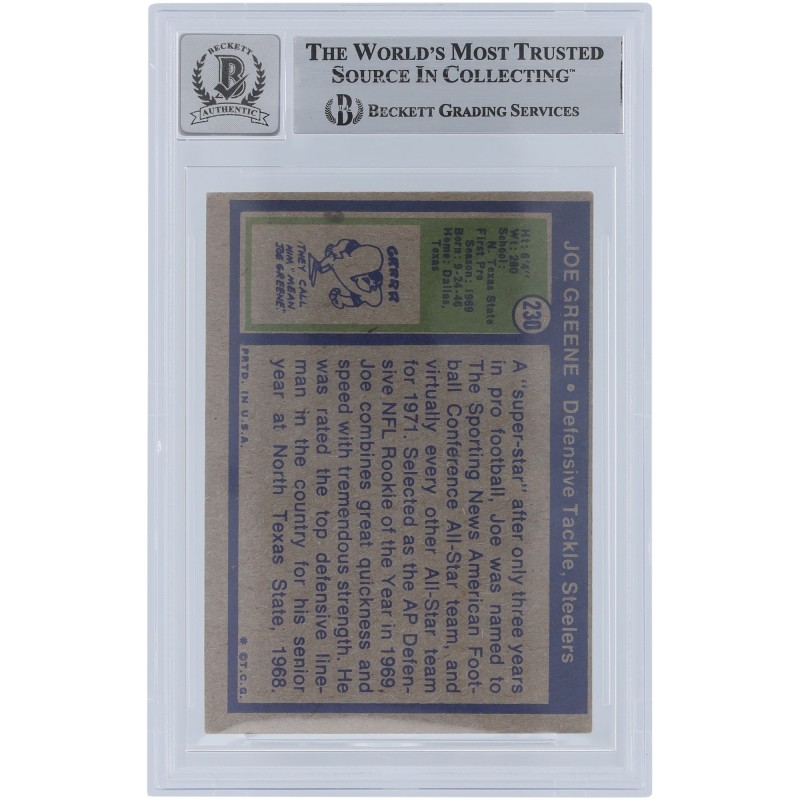 BECKETT
B
AUTHENTIC
THE WORLD'S MOST TRUSTED
SOURCE IN COLLECTING™
B BECKETT GRADING SERVICES
JOE GREENE • Defensive Tackle, Steelers
230
Ht: 6'4"
Wt: 280
School:
N. Texas State
First Pro
Season: 1969
Born: 9-24-46
Home: Dallas,
Texas
GRRRR
"THEY CALL
HIM "MEAN
JOE GREENE."
A "super-star" after only three years
in pro football, Joe was named to
The Sporting News American Foot-
ball Conference All-Star team, and
virtually every other All-Star team
for 1971. Selected as the AP Defen-
sive NFL Rookie of the Year in 1969,
Joe combines great quickness and
speed with tremendous strength. He
was rated the top defensive line-
man in the country for his senior
year at North Texas State, 1968.
PRTD. IN U.S.A.
* ©T.C.G.